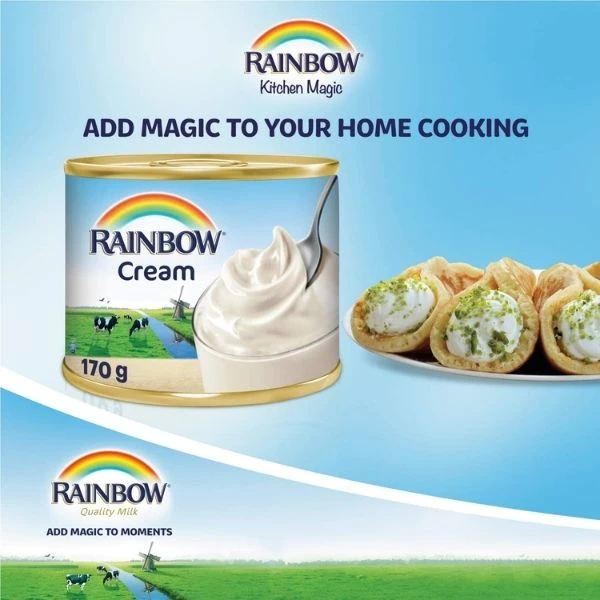 RAINBOW
Kitchen Magic
ADD MAGIC TO YOUR HOME COOKING
RAINBOW
Cream
170 g
RAINBOW
Quality Milk
ADD MAGIC TO MOMENTS